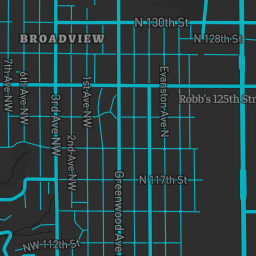 N 130th St
N 128th St
BROADVIEW
7th Ave NW
6th Ave NW
1st Ave NW
Evanston Ave N
Robb's 125th Str
3rd Ave NW
2nd Ave NW
N 117th St
Greenwood Ave
NW 112th St